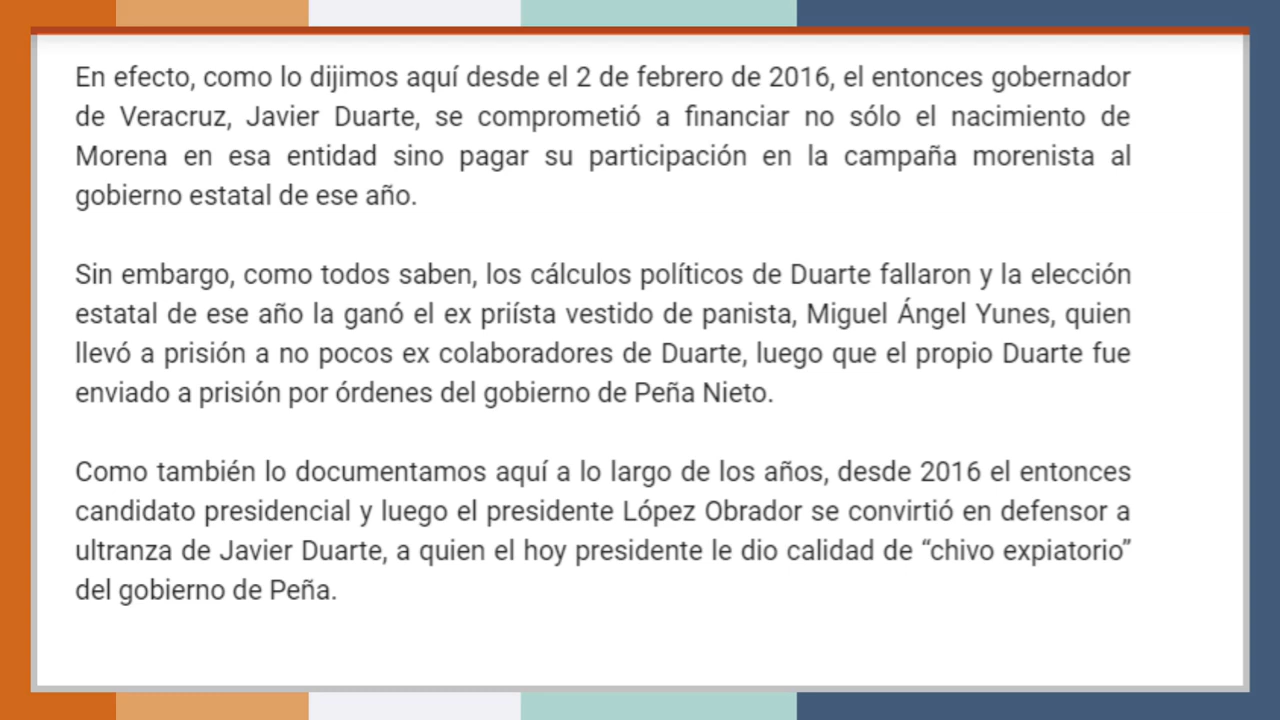 En efecto, como lo dijimos aquí desde el 2 de febrero de 2016, el entonces gobernador
de Veracruz, Javier Duarte, se comprometió a financiar no sólo el nacimiento de
Morena en esa entidad sino pagar su participación en la campaña morenista al
gobierno estatal de ese año.
Sin embargo, como todos saben, los cálculos políticos de Duarte fallaron y la elección
estatal de ese año la ganó el ex priísta vestido de panista, Miguel Ángel Yunes, quien
llevó a prisión a no pocos ex colaboradores de Duarte, luego que el propio Duarte fue
enviado a prisión por órdenes del gobierno de Peña Nieto.
Como también lo documentamos aquí a lo largo de los años, desde 2016 el entonces
candidato presidencial y luego el presidente López Obrador se convirtió en defensor a
ultranza de Javier Duarte, a quien el hoy presidente le dio calidad de “chivo expiatorio”
del gobierno de Peña.